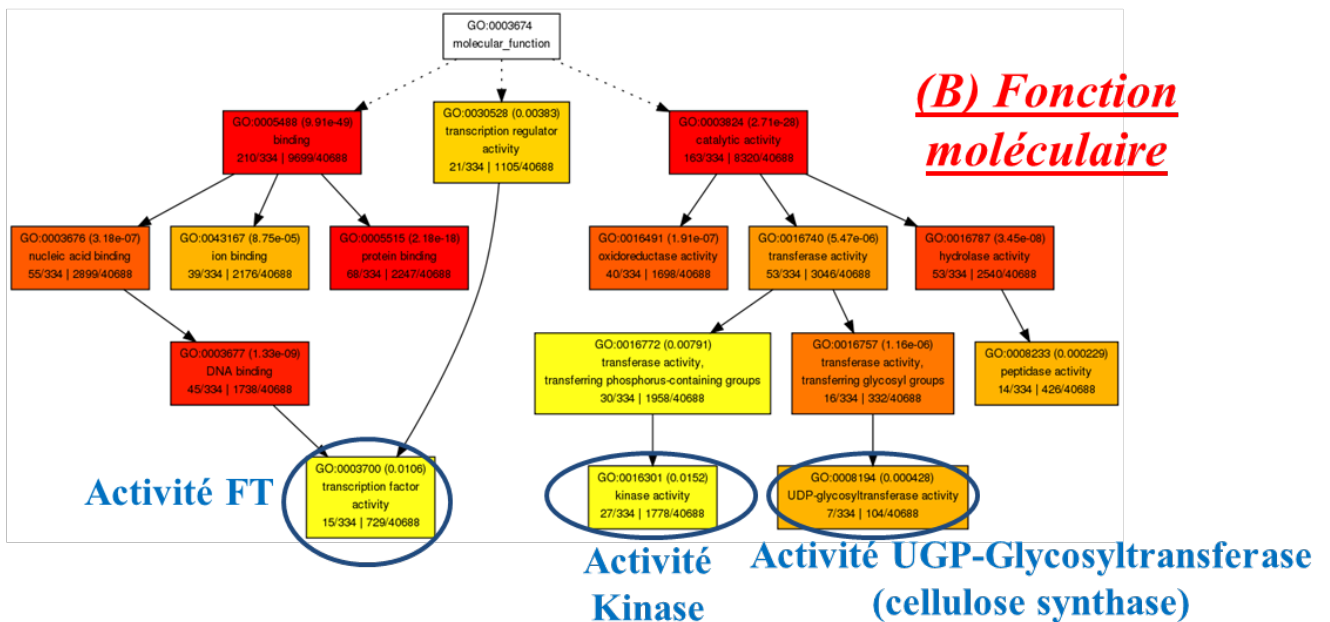 GO:0003674
molecular_function
(B) Fonction
moléculaire
GO:0005488 (9.91e-49)
binding
210/334 | 9699/40688
GO:0030528 (0.00383)
transcription regulator
activity
21/334 | 1105/40688
GO:0003824 (2.71e-28)
catalytic activity
163/334 | 8320/40688
GO:0003676 (3.18e-07)
nucleic acid binding
55/334 | 2899/40688
GO:0043167 (8.75e-05)
ion binding
39/334 | 2176/40688
GO:0005515 (2.18e-18)
protein binding
68/334 | 2247/40688
GO:0016491 (1.91e-07)
oxidoreductase activity
40/334 | 1698/40688
GO:0016740 (5.47e-06)
transferase activity
53/334 | 3046/40688
GO:0016787 (3.45e-08)
hydrolase activity
53/334 | 2540/40688
GO:0003677 (1.33e-09)
DNA binding
45/334 | 1738/40688
GO:0016772 (0.00791)
transferase activity,
transferring phosphorus-containing groups
30/334 | 1958/40688
GO:0016757 (1.16e-06)
transferase activity,
transferring glycosyl groups
16/334 | 332/40688
GO:0008233 (0.000229)
peptidase activity
14/334 | 426/40688
Activité FT
GO:0003700 (0.0106)
transcription factor
activity
15/334 | 729/40688
GO:0016301 (0.0152)
kinase activity
27/334 | 1778/40688
GO:0008194 (0.000428)
UDP-glycosyltransferase activity
7/334 | 104/40688
Activité
Kinase
Activité UGP-Glycosyltransferase
(cellulose synthase)